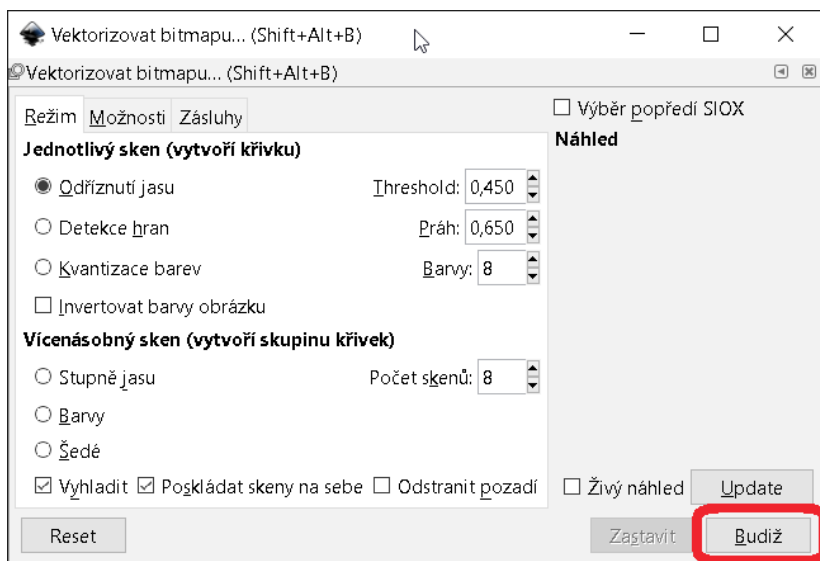 Vektorizovat bitmapu... (Shift+Alt+B)
Vektorizovat bitmapu... (Shift+Alt+B)
Režim Možnosti Zásluhy
Výběr popředí SIOX
Náhled
Jednotlivý sken (vytvoří křivku)
Odříznutí jasu Threshold: 0,450
Detekce hran Práh: 0,650
Kvantizace barev Barvy: 8
Invertovat barvy obrázku
Vícenásobný sken (vytvoří skupinu křivek)
Stupně jasu Počet skenů: 8
Barvy
Šedé
Vyhladit Poskládat skeny na sebe Odstranit pozadí
Živý náhled Update
Reset Zastavit Budiž